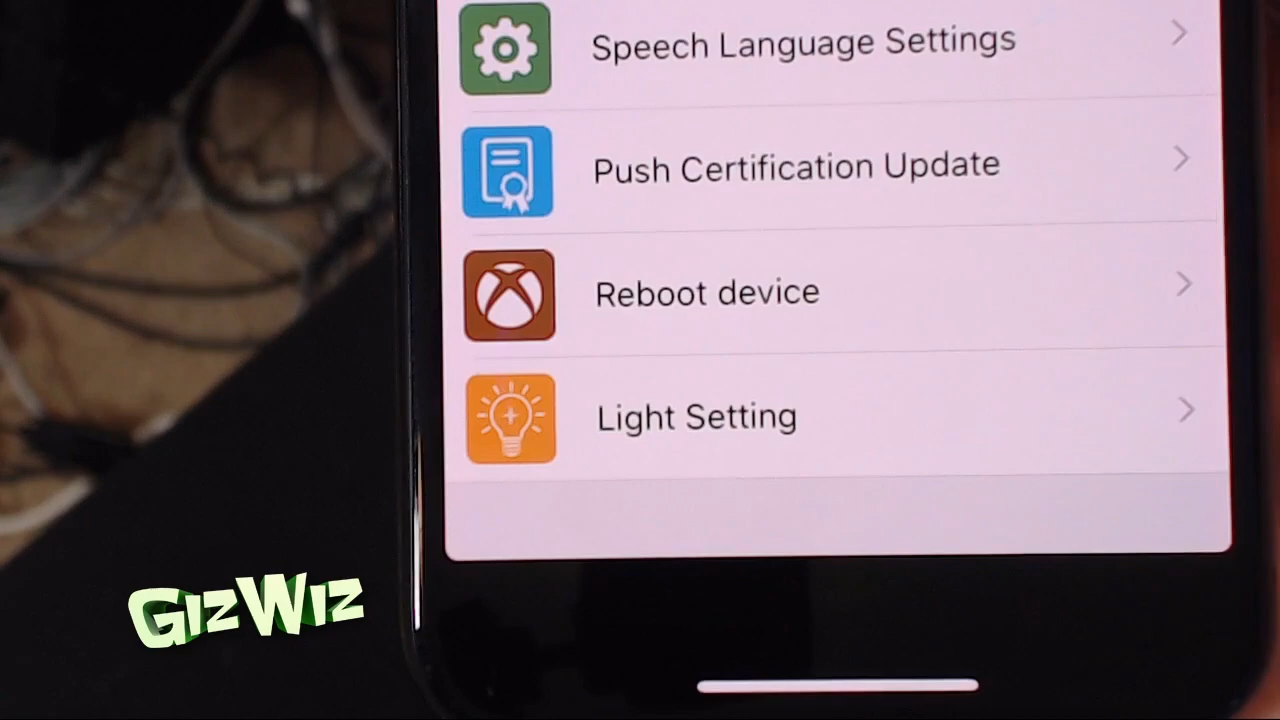 Speech Language Settings
Push Certification Update
Reboot device
Light Setting
GIZWIZ